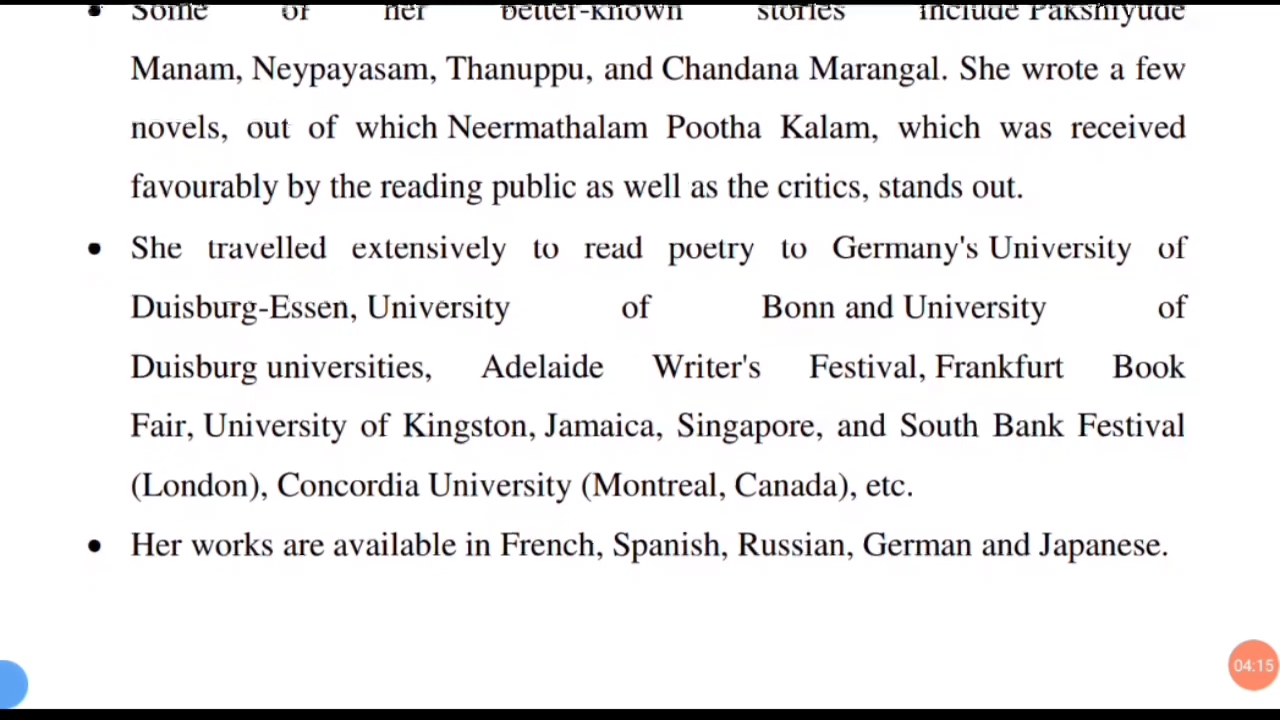 Some of her better-known stories include Pakshiyude
Manam, Neypayasam, Thanuppu, and Chandana Marangal. She wrote a few
novels, out of which Neermathalam Pootha Kalam, which was received
favourably by the reading public as well as the critics, stands out.
• She travelled extensively to read poetry to Germany's University of
Duisburg-Essen, University of Bonn and University of
Duisburg universities, Adelaide Writer's Festival, Frankfurt Book
Fair, University of Kingston, Jamaica, Singapore, and South Bank Festival
(London), Concordia University (Montreal, Canada), etc.
• Her works are available in French, Spanish, Russian, German and Japanese.
04:15